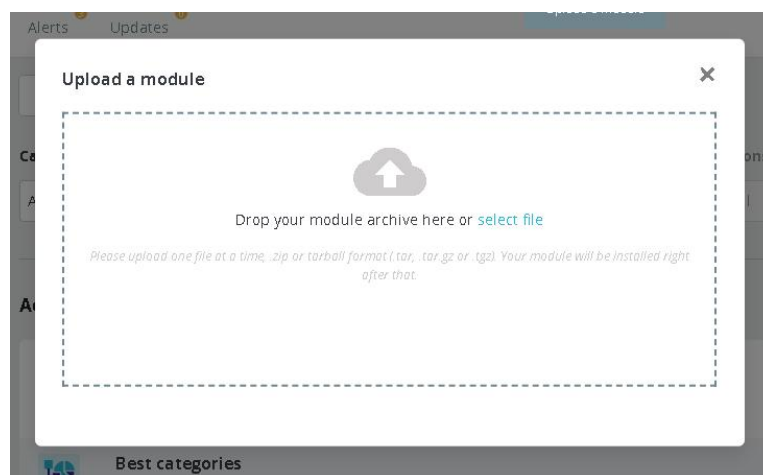 Alerts Updates
Upload a module
Drop your module archive here or select file
Please upload one file at a time, .zip or tarball format (.tar, .tar.gz or .tgz). Your module will be installed right
after that.
Best categories